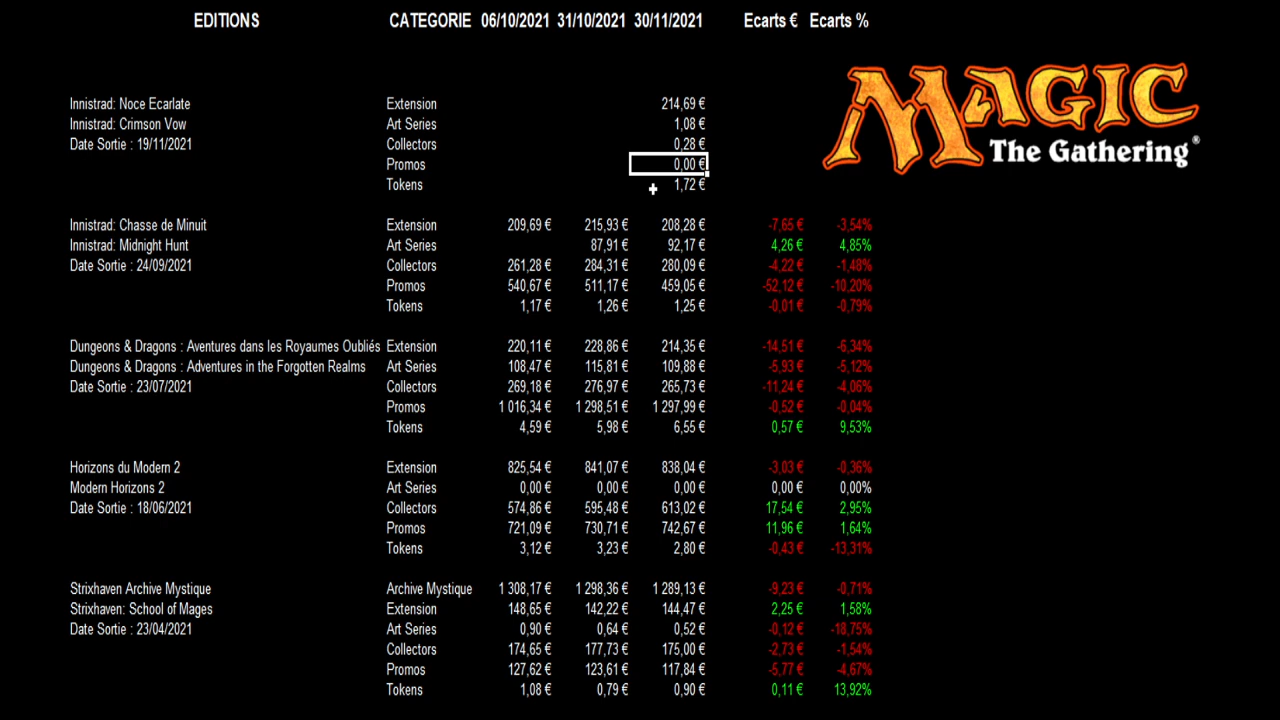 EDITIONS CATEGORIE 06/10/2021 31/10/2021 30/11/2021 Ecarts € Ecarts %
MAGIC
The Gathering®
Innistrad: Noce Ecarlate Extension 214,69 €
Innistrad: Crimson Vow Art Series 1,08 €
Date Sortie : 19/11/2021 Collectors 0,28 €
Promos 0,00 €
Tokens 1,72 €
Innistrad: Chasse de Minuit Extension 209,69 € 215,93 € 208,28 € -7,65 € -3,54%
Innistrad: Midnight Hunt Art Series 87,91 € 92,17 € 4,26 € 4,85%
Date Sortie : 24/09/2021 Collectors 261,28 € 284,31 € 280,09 € -4,22 € -1,48%
Promos 540,67 € 511,17 € 459,05 € -52,12 € -10,20%
Tokens 1,17 € 1,26 € 1,25 € -0,01 € -0,79%
Dungeons & Dragons : Aventures dans les Royaumes Oubliés Extension 220,11 € 228,86 € 214,35 € -14,51 € -6,34%
Dungeons & Dragons : Adventures in the Forgotten Realms Art Series 108,47 € 115,81 € 109,88 € -5,93 € -5,12%
Date Sortie : 23/07/2021 Collectors 269,18 € 276,97 € 265,73 € -11,24 € -4,06%
Promos 1 016,34 € 1 298,51 € 1 297,99 € -0,52 € -0,04%
Tokens 4,59 € 5,98 € 6,55 € 0,57 € 9,53%
Horizons du Modern 2 Extension 825,54 € 841,07 € 838,04 € -3,03 € -0,36%
Modern Horizons 2 Art Series 0,00 € 0,00 € 0,00 € 0,00 € 0,00%
Date Sortie : 18/06/2021 Collectors 574,86 € 595,48 € 613,02 € 17,54 € 2,95%
Promos 721,09 € 730,71 € 742,67 € 11,96 € 1,64%
Tokens 3,12 € 3,23 € 2,80 € -0,43 € -13,31%
Strixhaven Archive Mystique Archive Mystique 1 308,17 € 1 298,36 € 1 289,13 € -9,23 € -0,71%
Strixhaven: School of Mages Extension 148,65 € 142,22 € 144,47 € 2,25 € 1,58%
Date Sortie : 23/04/2021 Art Series 0,90 € 0,64 € 0,52 € -0,12 € -18,75%
Collectors 174,65 € 177,73 € 175,00 € -2,73 € -1,54%
Promos 127,62 € 123,61 € 117,84 € -5,77 € -4,67%
Tokens 1,08 € 0,79 € 0,90 € 0,11 € 13,92%